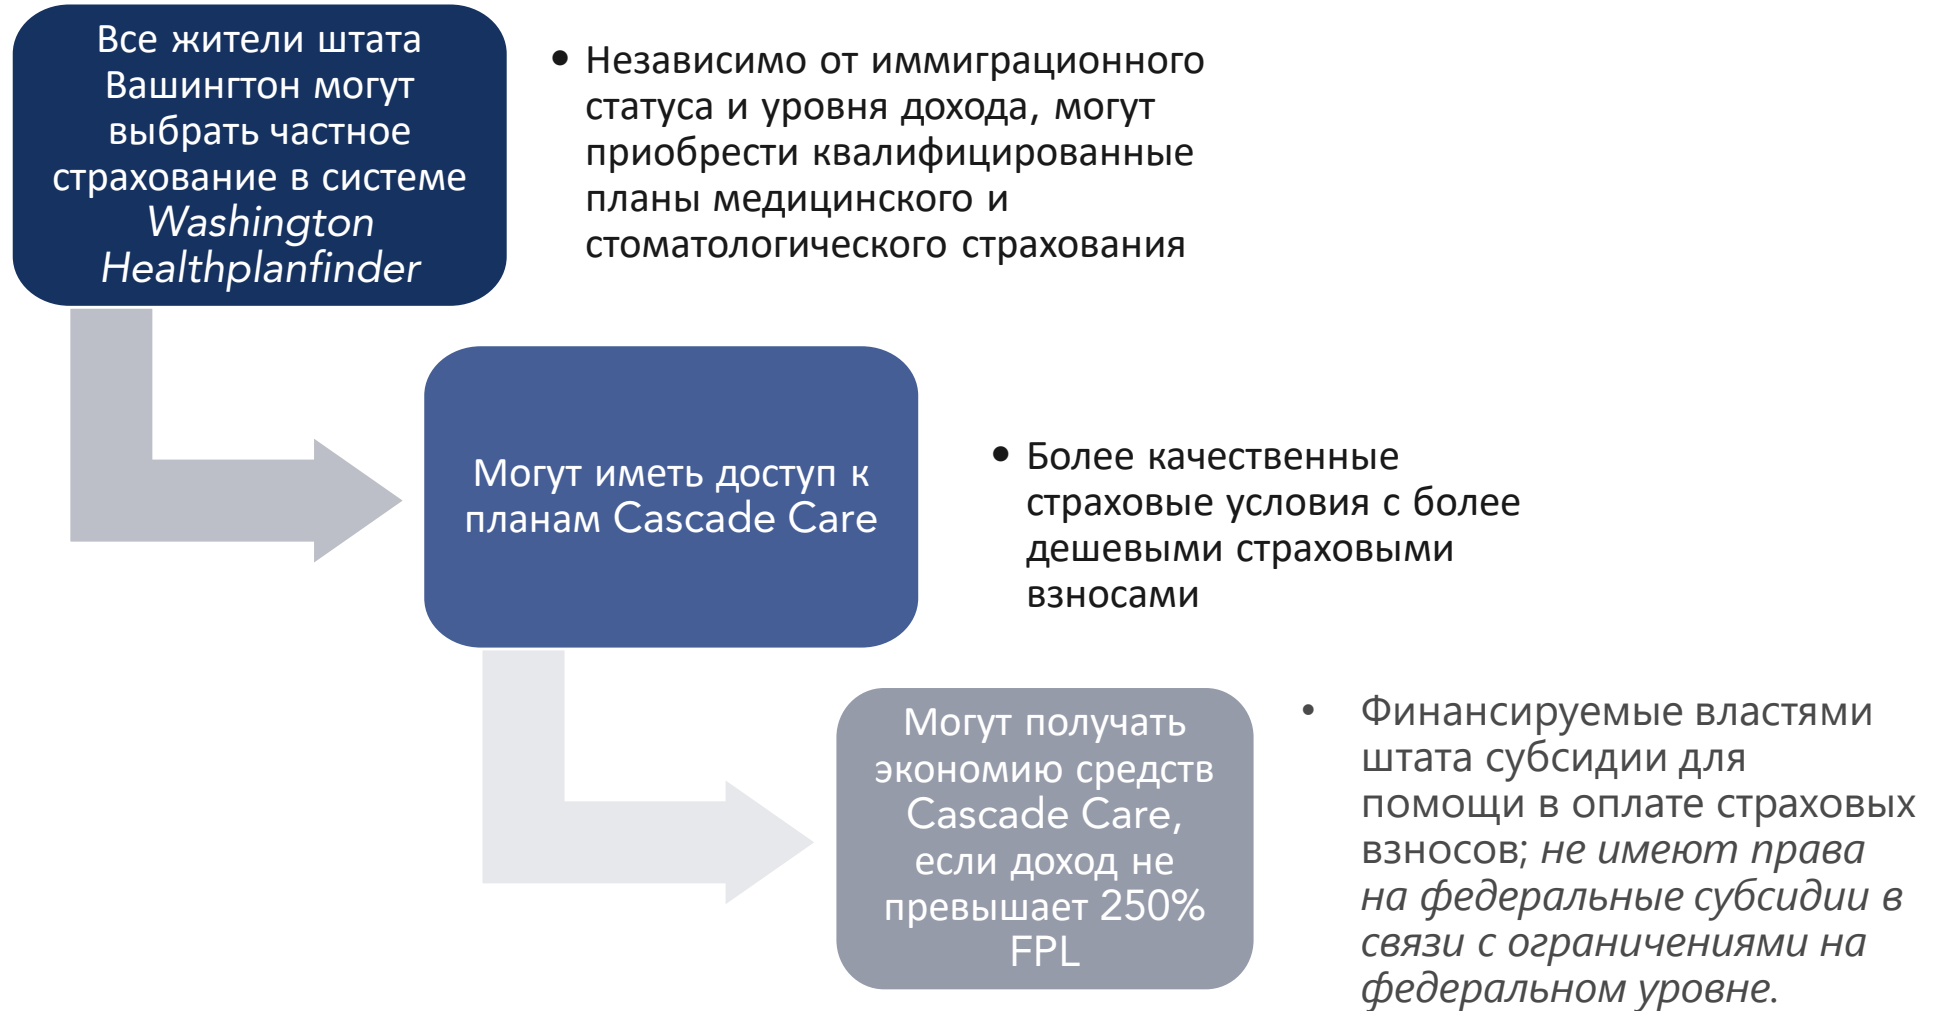 Все жители штата
Вашингтон могут
выбрать частное
страхование в системе
Washington
Healthplanfinder
• Независимо от иммиграционного
статуса и уровня дохода, могут
приобрести квалифицированные
планы медицинского и
стоматологического страхования
Могут иметь доступ к
планам Cascade Care
• Более качественные
страховые условия с более
дешевыми страховыми
взносами
Могут получать
экономию средств
Cascade Care,
если доход не
превышает 250%
FPL
• Финансируемые властями
штата субсидии для
помощи в оплате страховых
взносов; не имеют права
на федеральные субсидии в
связи с ограничениями на
федеральном уровне.